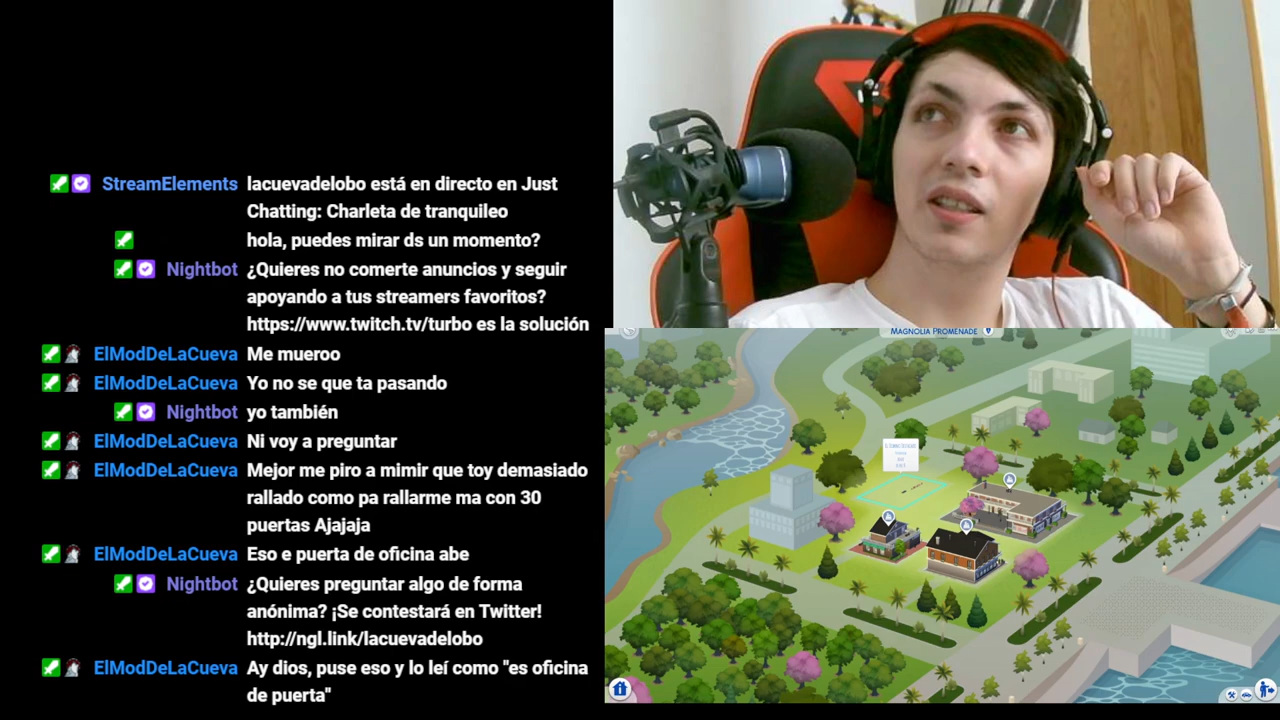 StreamElements lacuevadelobo está en directo en Just
Chatting: Charleta de tranquileo
hola, puedes mirar ds un momento?
Nightbot ¿Quieres no comerte anuncios y seguir
apoyando a tus streamers favoritos?
https://www.twitch.tv/turbo es la solución
ElModDeLaCueva Me mueroo
ElModDeLaCueva Yo no se que ta pasando
Nightbot yo también
ElModDeLaCueva Ni voy a preguntar
ElModDeLaCueva Mejor me piro a mimir que toy demasiado
rallado como pa rallarme ma con 30
puertas Ajajaja
ElModDeLaCueva Eso e puerta de oficina abe
Nightbot ¿Quieres preguntar algo de forma
anónima? ¡Se contestará en Twitter!
http://ngl.link/lacuevadelobo
ElModDeLaCueva Ay dios, puse eso y lo leí como "es oficina
de puerta"
MAGNOLIA PROMENADE